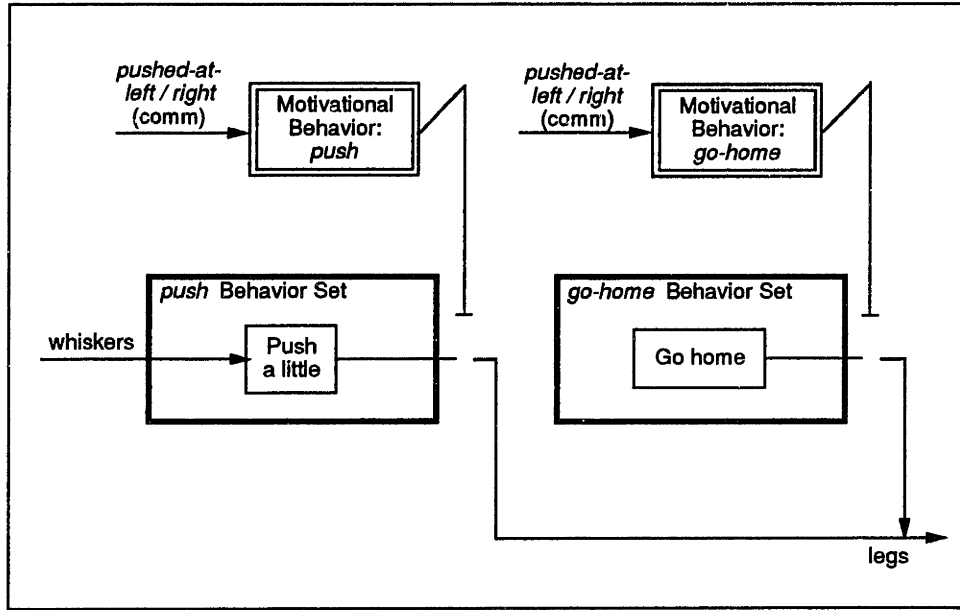 pushed-at-
left / right
(comm)
Motivational
Behavior:
push
pushed-at-
left / right
(comm)
Motivational
Behavior:
go-home
push Behavior Set
whiskers
Push
a little
go-home Behavior Set
Go home
legs